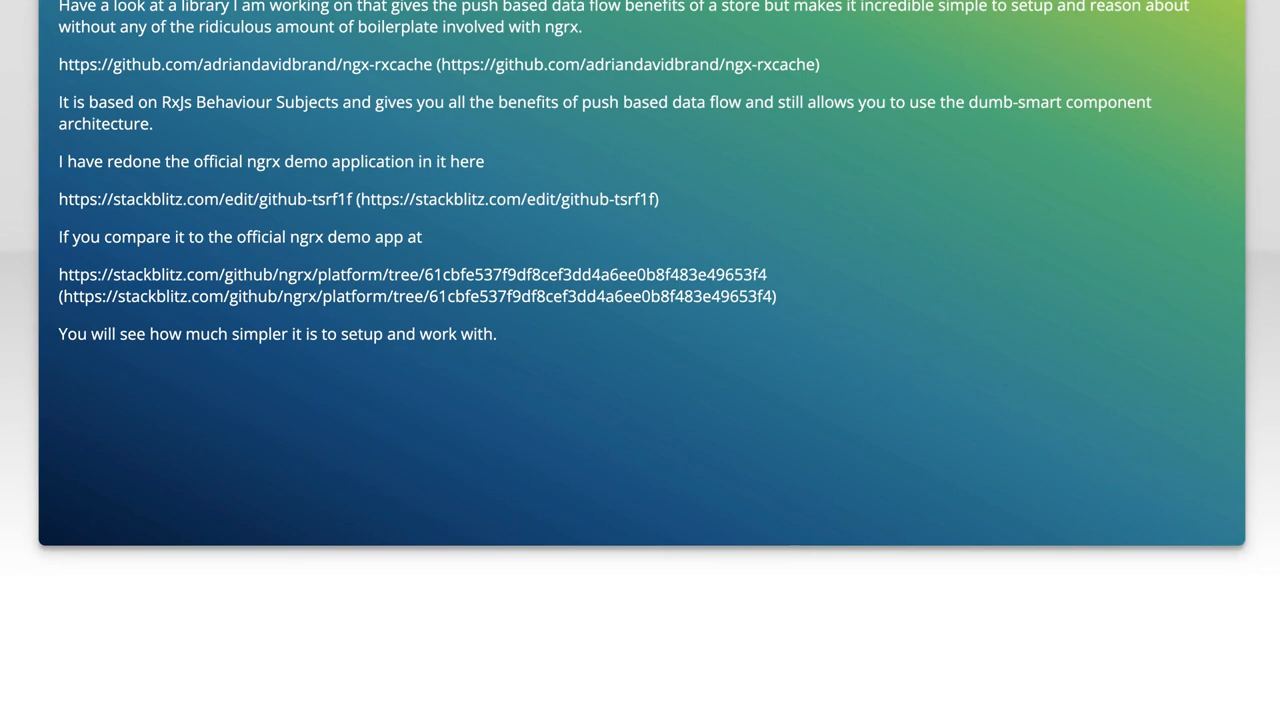 Have a look at a library I am working on that gives the push based data flow benefits of a store but makes it incredible simple to setup and reason about
without any of the ridiculous amount of boilerplate involved with ngrx.
https://github.com/adriandavidbrand/ngx-rxcache (https://github.com/adriandavidbrand/ngx-rxcache)
It is based on RxJs Behaviour Subjects and gives you all the benefits of push based data flow and still allows you to use the dumb-smart component
architecture.
I have redone the official ngrx demo application in it here
https://stackblitz.com/edit/github-tsrf1f (https://stackblitz.com/edit/github-tsrf1f)
If you compare it to the official ngrx demo app at
https://stackblitz.com/github/ngrx/platform/tree/61cbfe537f9df8cef3dd4a6ee0b8f483e49653f4
(https://stackblitz.com/github/ngrx/platform/tree/61cbfe537f9df8cef3dd4a6ee0b8f483e49653f4)
You will see how much simpler it is to setup and work with.